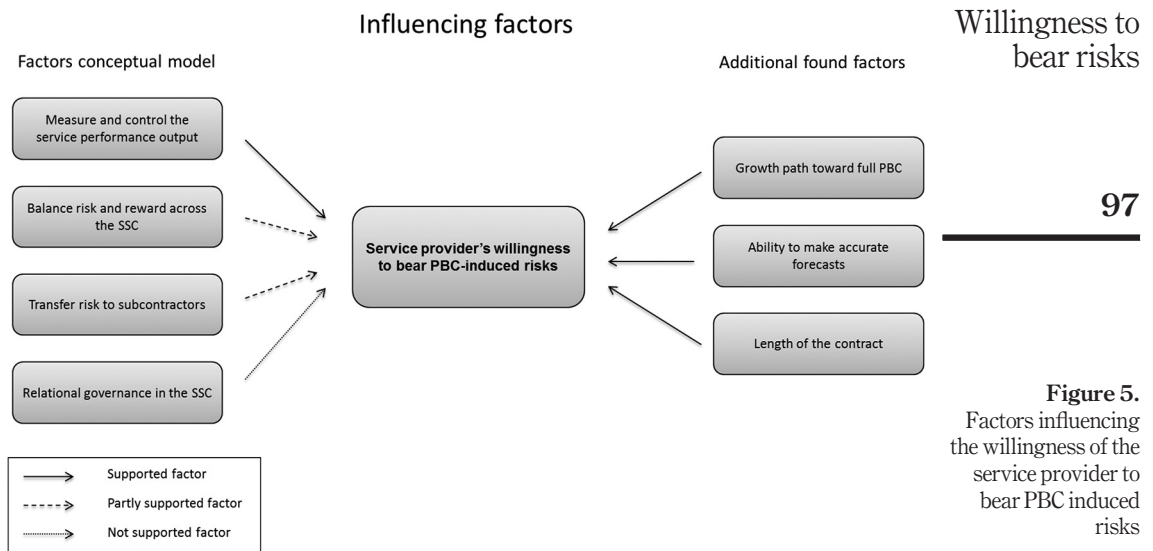 Influencing factors
Factors conceptual model
Measure and control the
service performance output
Balance risk and reward across
the SSC
Transfer risk to subcontractors
Relational governance in the SSC
Service provider's willingness
to bear PBC-induced risks
Additional found factors
Growth path toward full PBC
Ability to make accurate
forecasts
Length of the contract
Supported factor
Partly supported factor
Not supported factor
Willingness to
bear risks
97
Figure 5.
Factors influencing
the willingness of the
service provider to
bear PBC induced
risks